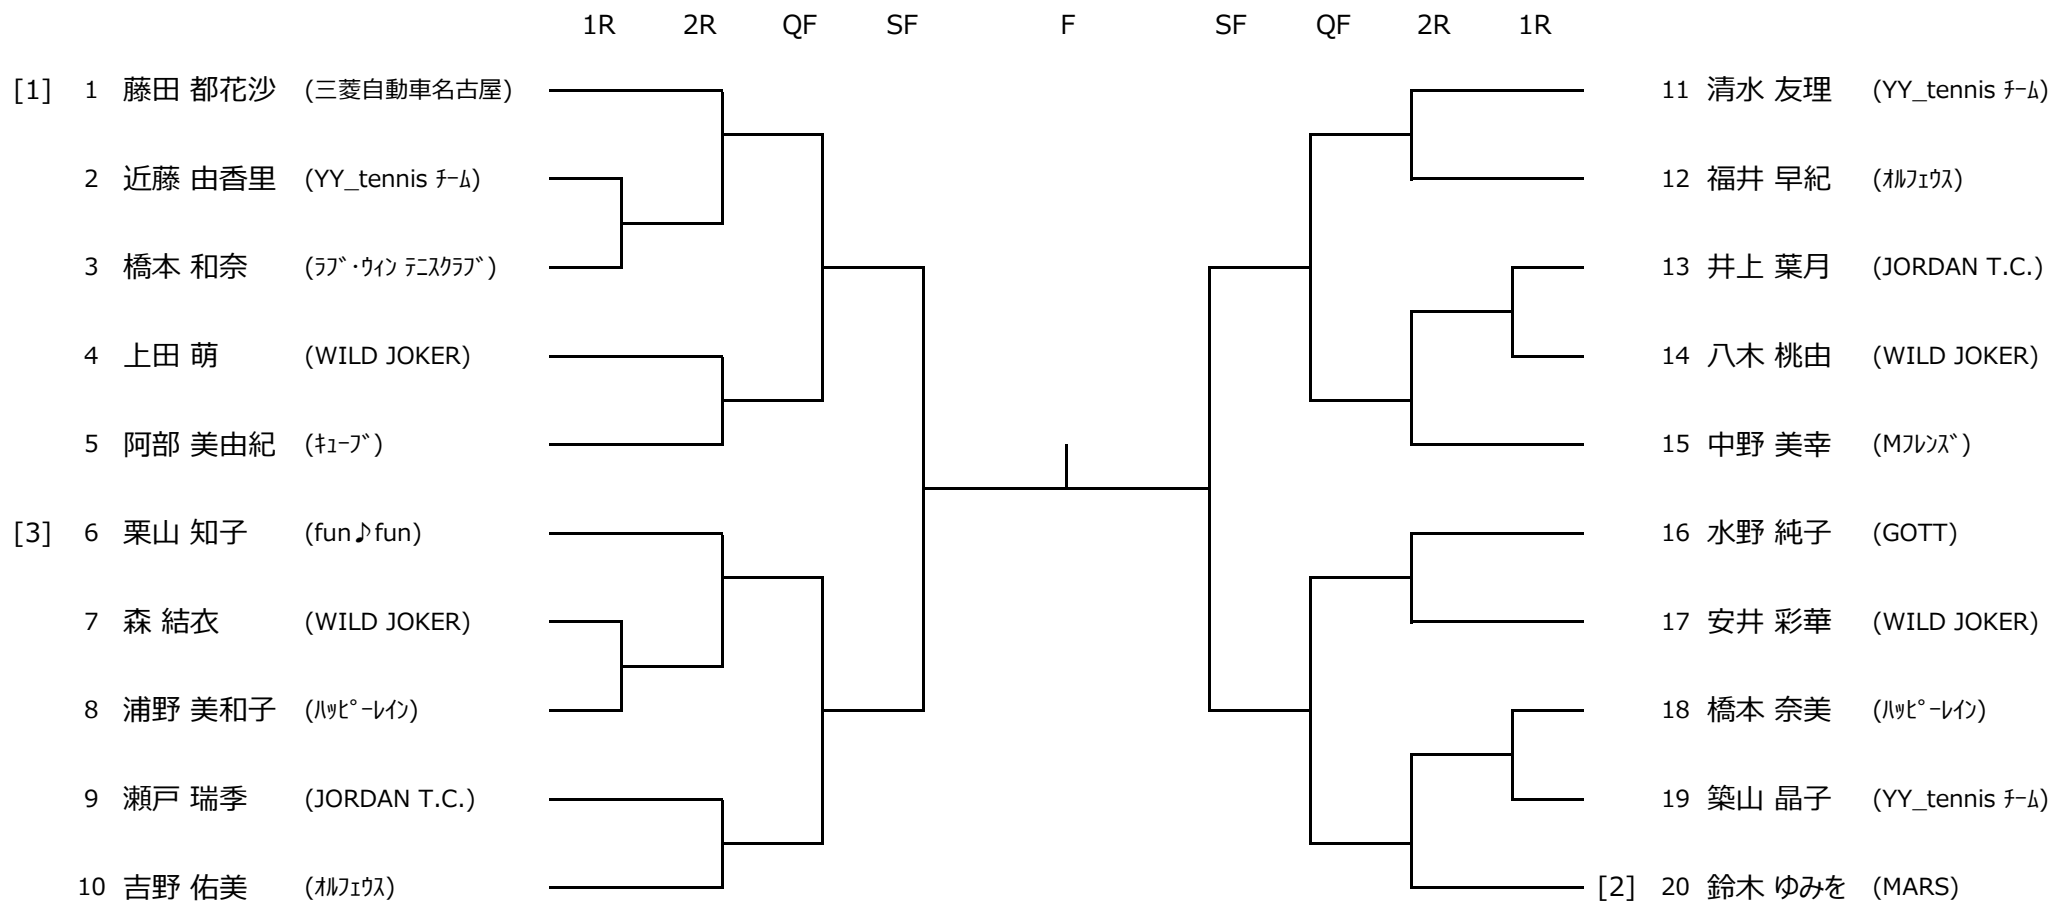 1R 2R QF SF F SF QF 2R 1R
[1] 1 藤田 都花沙 (三菱自動車名古屋) 11 清水 友理 (YY_tennis ﾁｰﾑ)
2 近藤 由香里 (YY_tennis ﾁｰﾑ) 12 福井 早紀 (ｵﾙﾌｪｳｽ)
3 橋本 和奈 (ﾗﾌﾞ･ｳｨﾝ ﾃﾆｽｸﾗﾌﾞ) 13 井上 葉月 (JORDAN T.C.)
4 上田 萌 (WILD JOKER) 14 八木 桃由 (WILD JOKER)
5 阿部 美由紀 (ｷｭｰﾌﾞ) 15 中野 美幸 (Mﾌﾚﾝｽﾞ)
[3] 6 栗山 知子 (fun♪fun) 16 水野 純子 (GOTT)
7 森 結衣 (WILD JOKER) 17 安井 彩華 (WILD JOKER)
8 浦野 美和子 (ﾊｯﾋﾟｰﾚｲﾝ) 18 橋本 奈美 (ﾊｯﾋﾟｰﾚｲﾝ)
9 瀬戸 瑞季 (JORDAN T.C.) 19 築山 晶子 (YY_tennis ﾁｰﾑ)
10 吉野 佑美 (ｵﾙﾌｪｳｽ) [2] 20 鈴木 ゆみを (MARS)